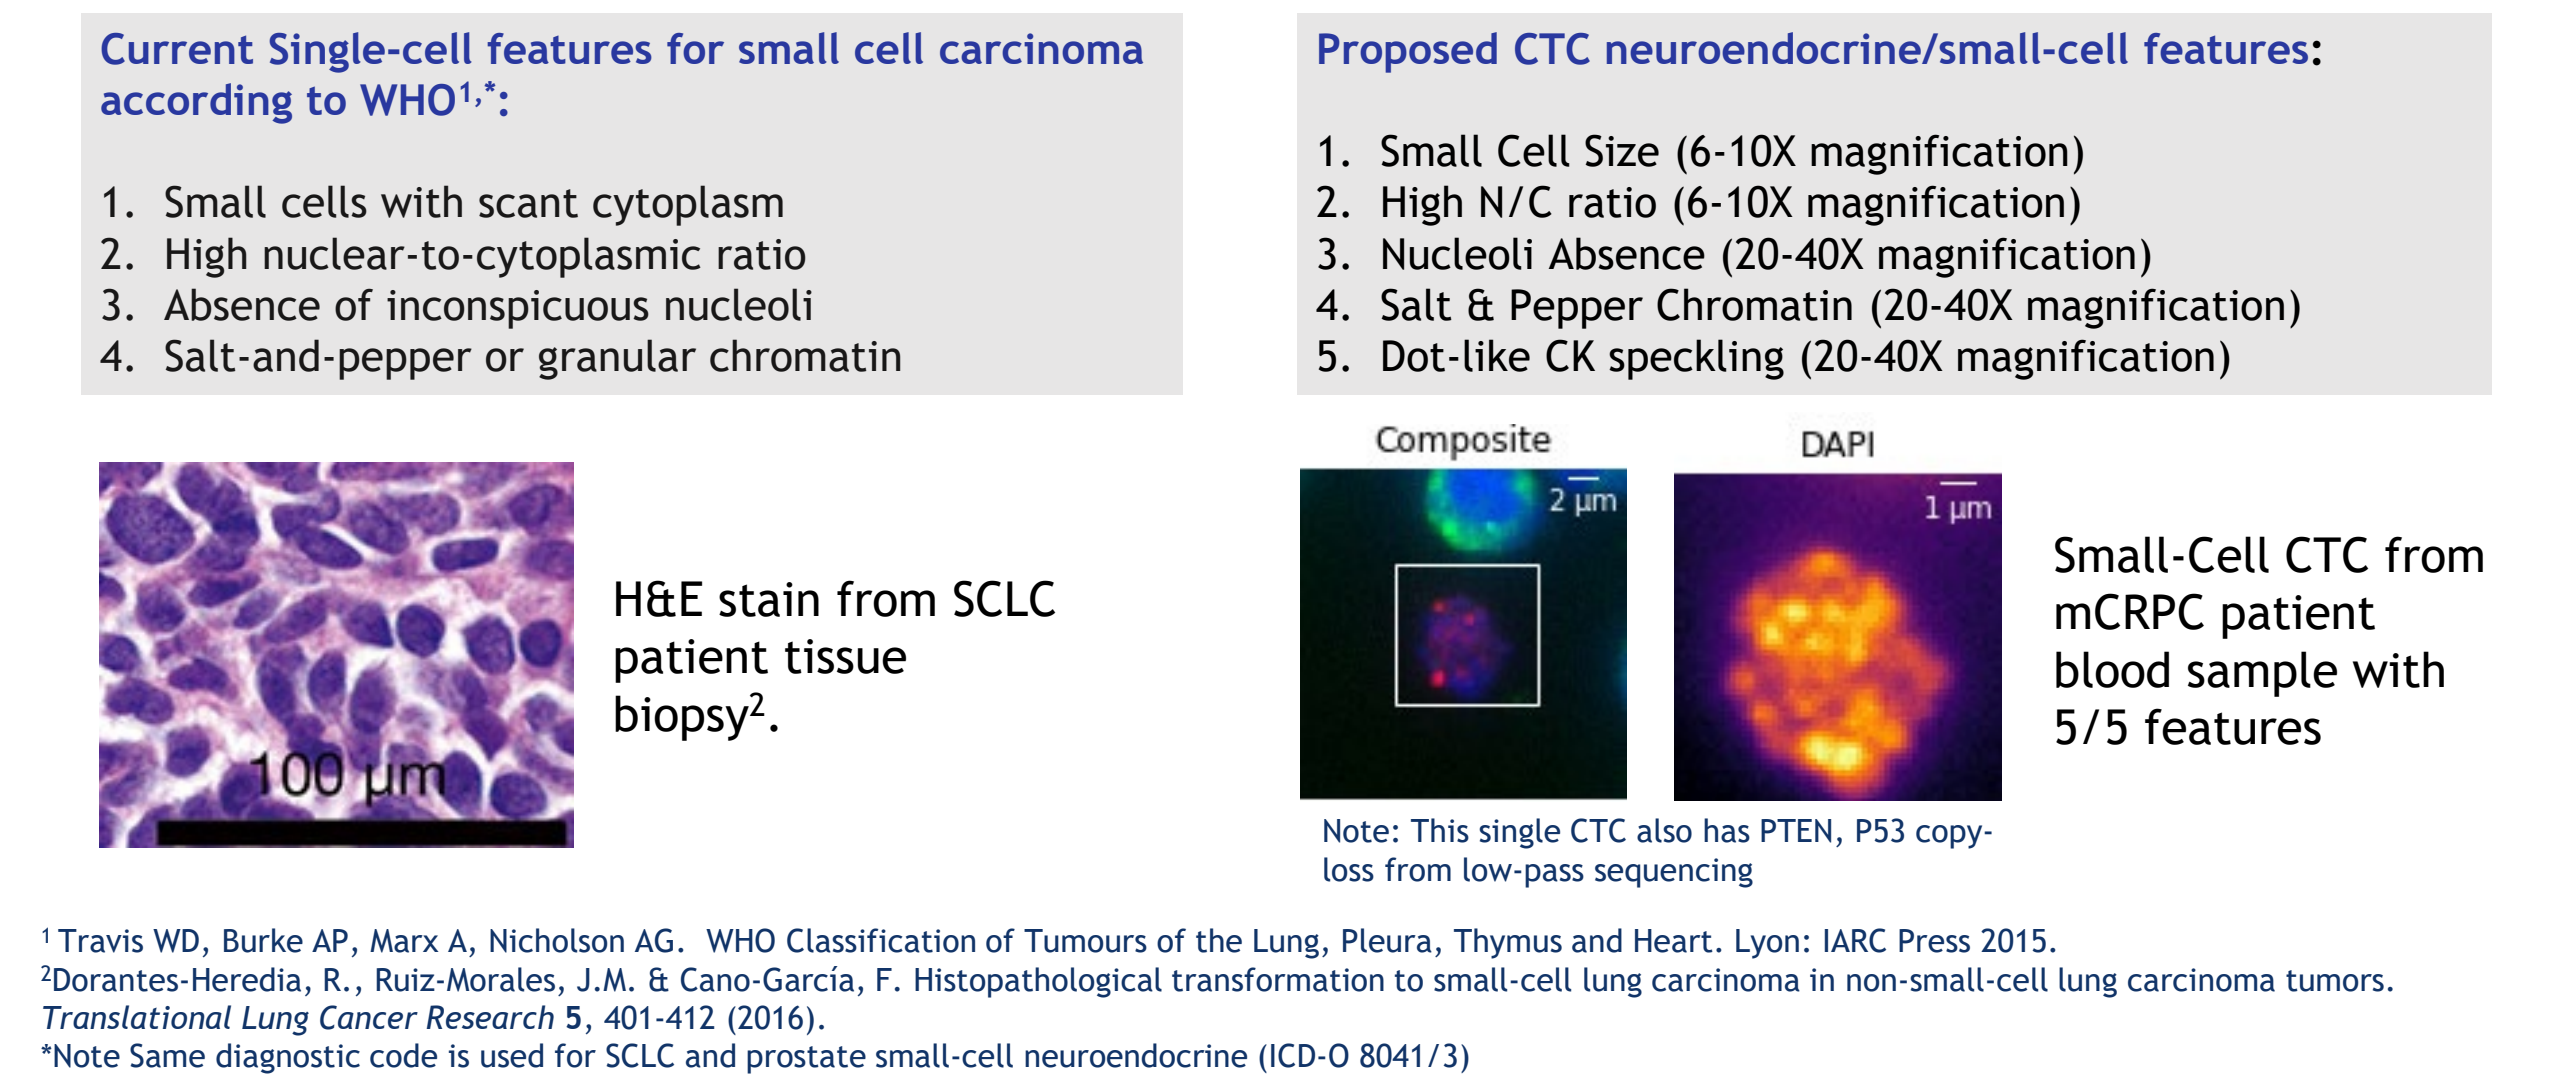 Current Single-cell features for small cell carcinoma
according to WHO¹,*:
1. Small cells with scant cytoplasm
2. High nuclear-to-cytoplasmic ratio
3. Absence of inconspicuous nucleoli
4. Salt-and-pepper or granular chromatin
Proposed CTC neuroendocrine/small-cell features:
1. Small Cell Size (6-10X magnification)
2. High N/C ratio (6-10X magnification)
3. Nucleoli Absence (20-40X magnification)
4. Salt & Pepper Chromatin (20-40X magnification)
5. Dot-like CK speckling (20-40X magnification)
100 µm
H&E stain from SCLC
patient tissue
biopsy².
Composite
2 µm
DAPI
1 µm
Small-Cell CTC from
mCRPC patient
blood sample with
5/5 features
Note: This single CTC also has PTEN, P53 copy-
loss from low-pass sequencing
¹ Travis WD, Burke AP, Marx A, Nicholson AG. WHO Classification of Tumours of the Lung, Pleura, Thymus and Heart. Lyon: IARC Press 2015.
²Dorantes-Heredia, R., Ruiz-Morales, J.M. & Cano-García, F. Histopathological transformation to small-cell lung carcinoma in non-small-cell lung carcinoma tumors.
Translational Lung Cancer Research 5, 401-412 (2016).
*Note Same diagnostic code is used for SCLC and prostate small-cell neuroendocrine (ICD-O 8041/3)